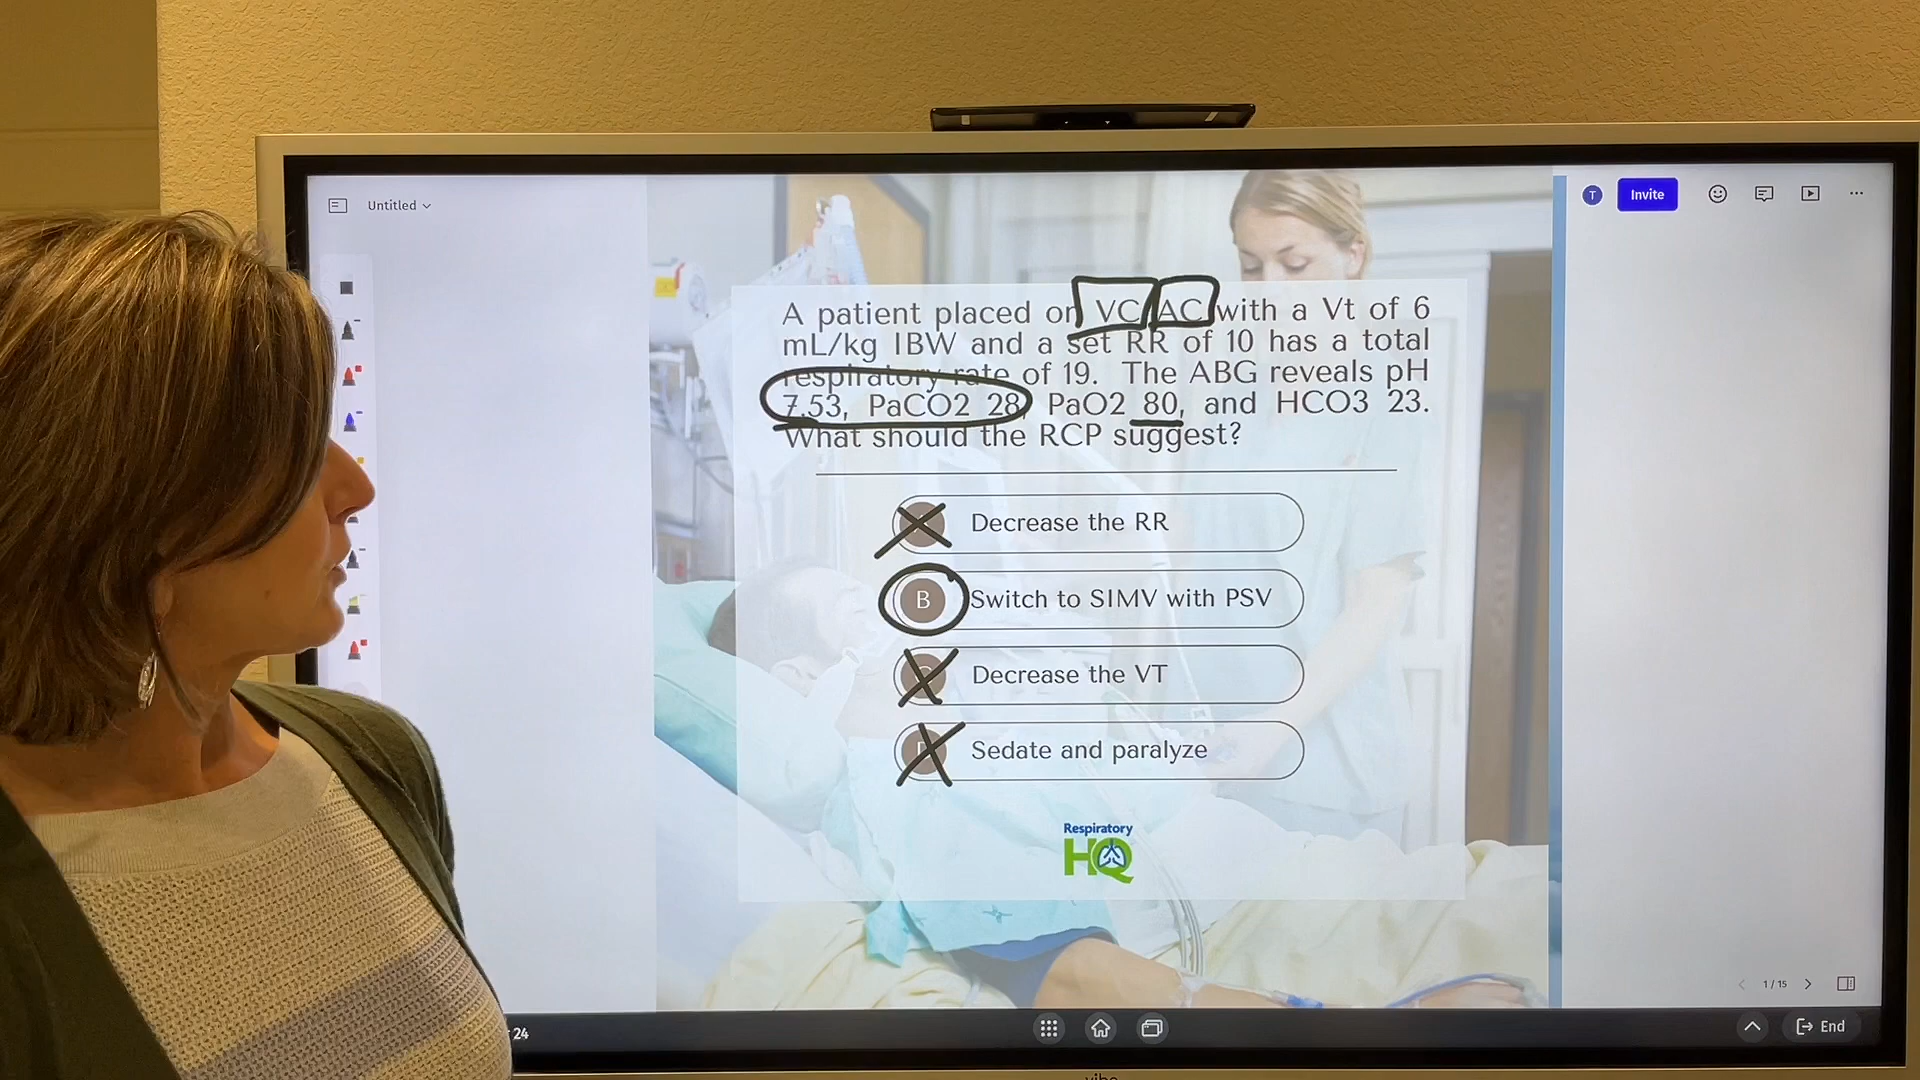 Untitled
T
Invite
A patient placed on VC AC with a Vt of 6
mL/kg IBW and a set RR of 10 has a total
respiratory rate of 19. The ABG reveals pH
7.53, PaCO2 28, PaO2 80, and HCO3 23.
What should the RCP suggest?
Decrease the RR
B Switch to SIMV with PSV
Decrease the VT
D Sedate and paralyze
Respiratory
HQ
1 / 15
24
End
vibe